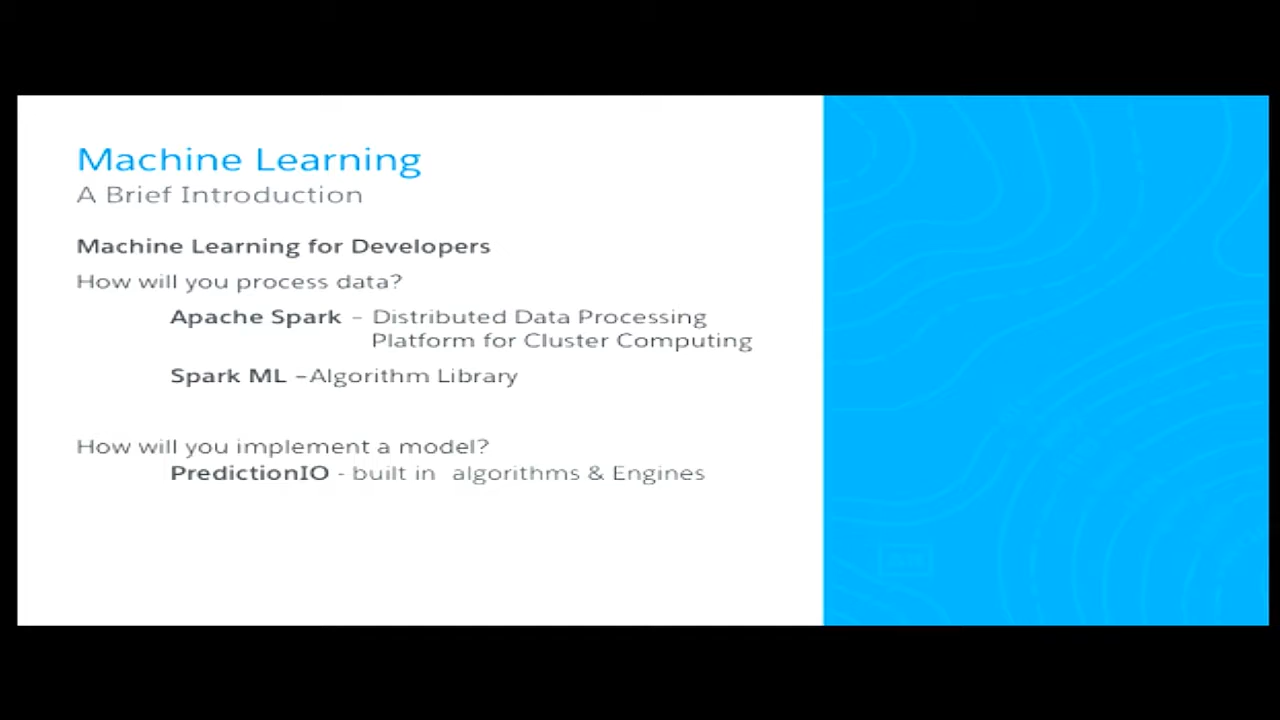 Machine Learning
A Brief Introduction
Machine Learning for Developers
How will you process data?
Apache Spark – Distributed Data Processing
Platform for Cluster Computing
Spark ML –Algorithm Library
How will you implement a model?
PredictionIO - built in algorithms & Engines